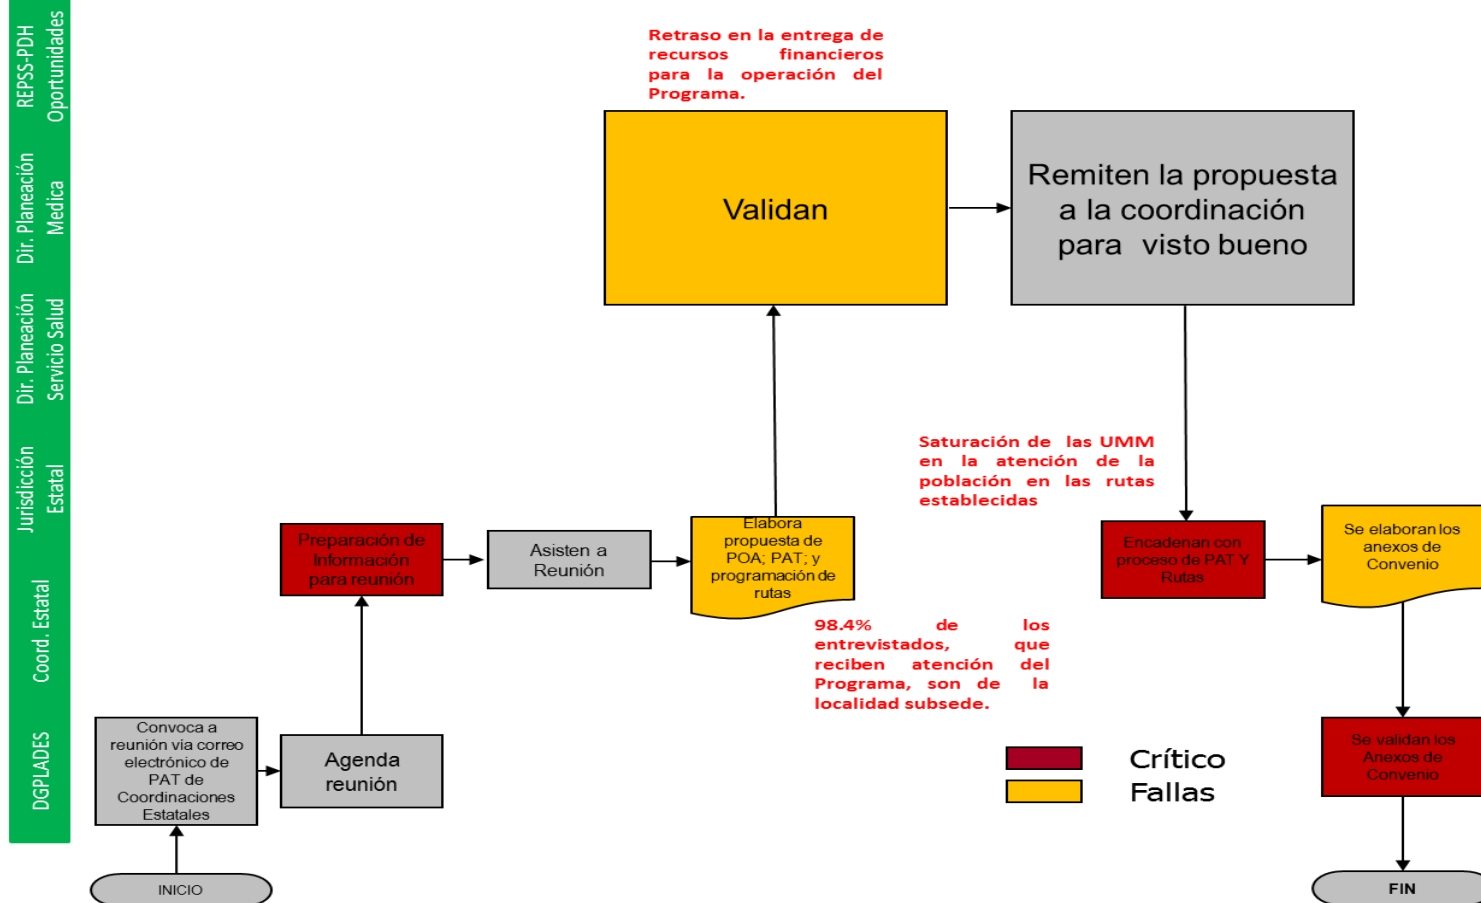 REPSS-PDH
Oportunidades
Dir. Planeación
Medica
Dir. Planeación
Servicio Salud
Jurisdicción
Estatal
Coord. Estatal
DGPLADES
Retraso en la entrega de
recursos financieros
para la operación del
Programa.
Validan
Remiten la propuesta
a la coordinación
para visto bueno
Saturación de las UMM
en la atención de la
población en las rutas
establecidas
Preparación de
Información
para reunión
Asisten a
Reunión
Elabora
propuesta de
POA; PAT; y
programación de
rutas
Encadenan con
proceso de PAT Y
Rutas
Se elaboran los
anexos de
Convenio
98.4% de los
entrevistados, que
reciben atención del
Programa, son de la
localidad subsede.
Convoca a
reunión vía correo
electrónico de
PAT de
Coordinaciones
Estatales
Agenda
reunión
Crítico
Fallas
Se validan los
Anexos de
Convenio
INICIO
FIN